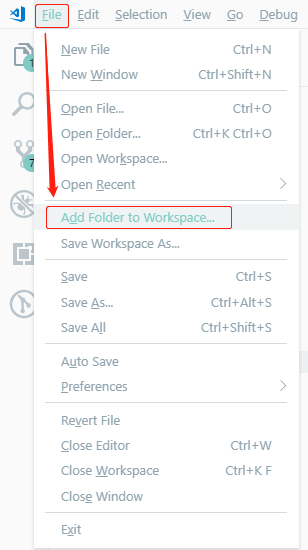 File Edit Selection View Go Debug
New File Ctrl+N
New Window Ctrl+Shift+N
1
Open File... Ctrl+O
Open Folder... Ctrl+K Ctrl+O
Open Workspace...
7
Open Recent
Add Folder to Workspace...
Save Workspace As...
Save Ctrl+S
Save As... Ctrl+Alt+S
Save All Ctrl+Shift+S
Auto Save
Preferences
Revert File
Close Editor Ctrl+W
Close Workspace Ctrl+K F
Close Window
Exit